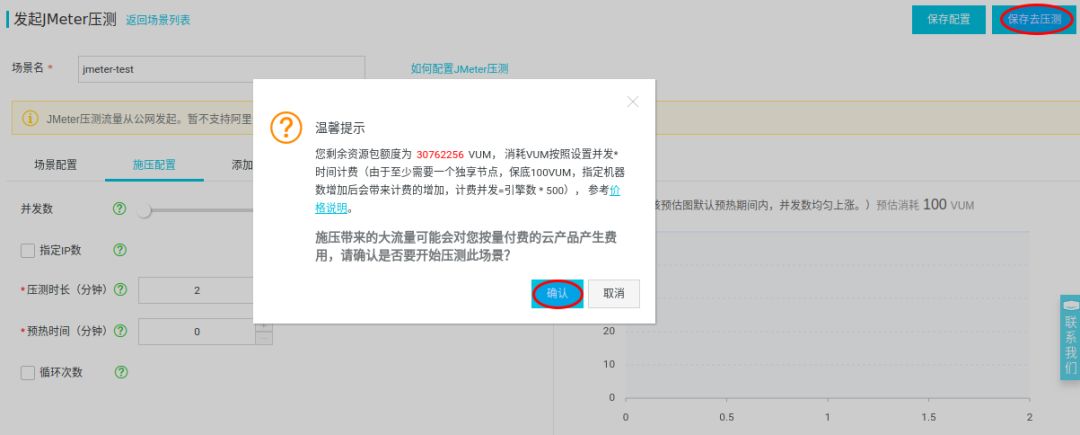 发起JMeter压测 返回场景列表
保存配置 保存去压测
场景名 * jmeter-test 如何配置JMeter压测
JMeter压测流量从公网发起。暂不支持阿里
场景配置 施压配置 添加
并发数
指定IP数
*压测时长（分钟） 2
*预热时间（分钟） 0
循环次数
温馨提示
您剩余资源包额度为 30762256 VUM， 消耗VUM按照设置并发*
时间计费（由于至少需要一个独享节点，保底100VUM，指定机器
数增加后会带来计费的增加，计费并发=引擎数 * 500）， 参考价
格说明。
施压带来的大流量可能会对您按量付费的云产品产生费
用，请确认是否要开始压测此场景？
确认 取消
预估图默认预热期间内，并发数均匀上涨。）预估消耗 100 VUM
20
10
0
0 0.5 1 1.5 2
联系我们